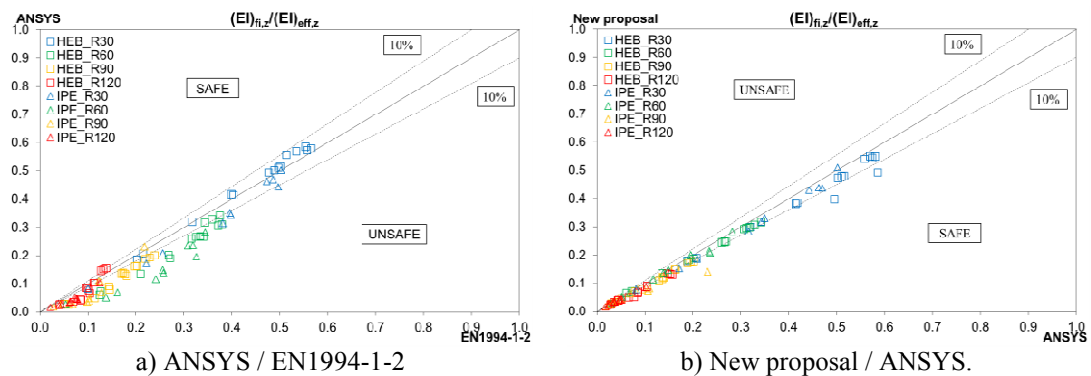 ANSYS
(EI)fi,z/(EI)eff,z
1.0
0.9
0.8
0.7
0.6
0.5
0.4
0.3
0.2
0.1
0.0
HEB_R30
HEB_R60
HEB_R90
HEB_R120
IPE_R30
IPE_R60
IPE_R90
IPE_R120
10%
SAFE
10%
UNSAFE
0.0 0.1 0.2 0.3 0.4 0.5 0.6 0.7 0.8 0.9 1.0
EN1994-1-2
a) ANSYS / EN1994-1-2
New proposal
(EI)fi,z/(EI)eff,z
1.0
0.9
0.8
0.7
0.6
0.5
0.4
0.3
0.2
0.1
0.0
HEB_R30
HEB_R60
HEB_R90
HEB_R120
IPE_R30
IPE_R60
IPE_R90
IPE_R120
10%
UNSAFE
10%
SAFE
0.0 0.1 0.2 0.3 0.4 0.5 0.6 0.7 0.8 0.9 1.0
ANSYS
b) New proposal / ANSYS.